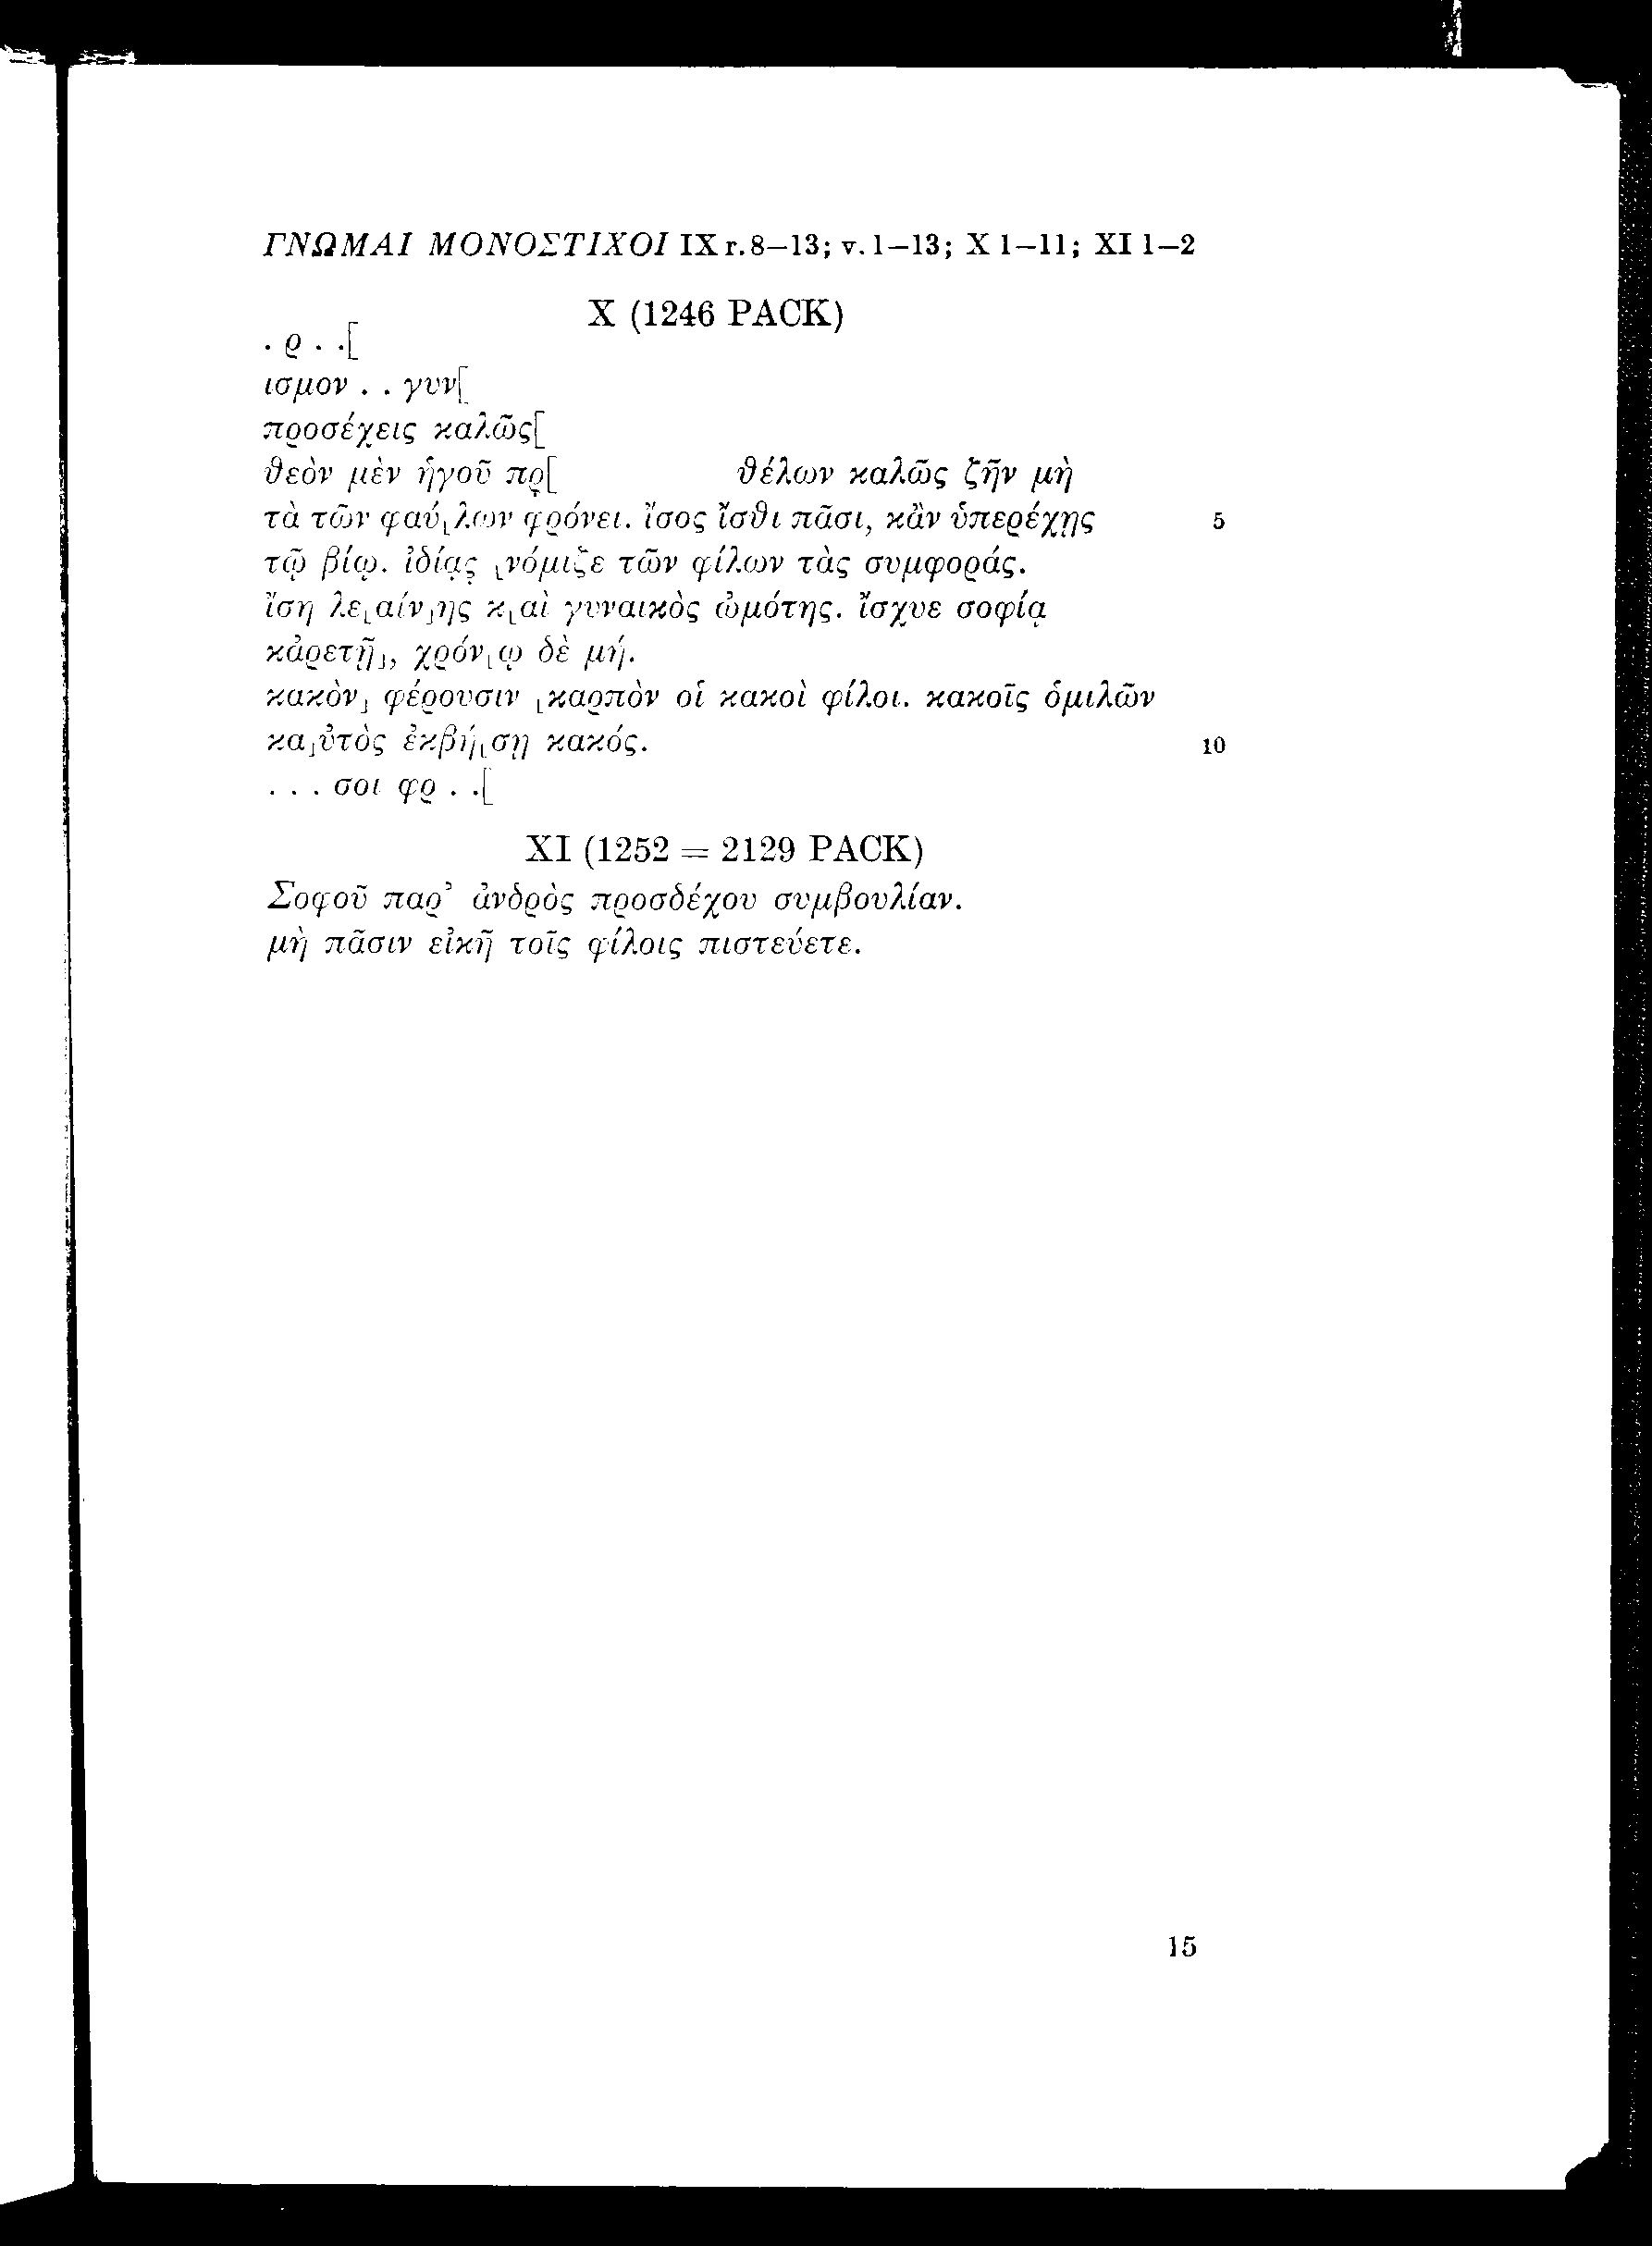 ΓΝΩΜΑΙ ΜΟΝΟΣΤΙΧΟΙ IX r. 8–13; v. 1–13; X 1–11; XI 1–2
X (1246 PACK)
. ρ . .[
ισμον . . γυν[
προσέχεις καλῶς[
θεὸν μὲν ἡγοῦ πρ̣[ θέλων καλῶς ζῆν μὴ
τὰ τῶν φαύ⸤λων φρόνει. ἴσος ἴσθι πᾶσι, κἂν ὑπερέχῃς 5
τῷ βίῳ. ἰδίας̣ ⸤νόμιζε τῶν φίλων τὰς συμφοράς.
ἴση λε⸤αίν⸥ης κ⸤αὶ γυναικὸς ὠμότης. ἴσχυε σοφίᾳ
κἀρετῇ⸥, χρόν⸤ῳ δὲ μή.
κακὸν⸥ φέρουσιν ⸤καρπὸν οἱ κακοὶ φίλοι. κακοῖς ὁμιλῶν
κα⸥ὐτὸς ἐκβή⸤σῃ κακός. 10
. . . σοι φρ . .[
XI (1252 = 2129 PACK)
Σοφοῦ παρ’ ἀνδρὸς προσδέχου συμβουλίαν.
μὴ πᾶσιν εἰκῆ τοῖς φίλοις πιστεύετε.
15